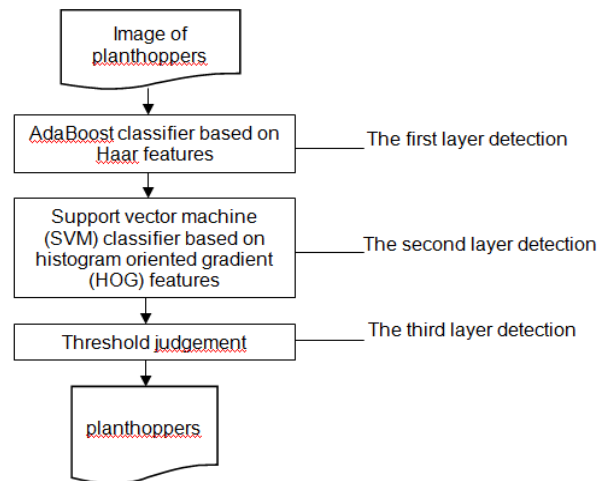 Image of
planthoppers
AdaBoost classifier based on
Haar features
The first layer detection
Support vector machine
(SVM) classifier based on
histogram oriented gradient
(HOG) features
The second layer detection
Threshold judgement
The third layer detection
planthoppers